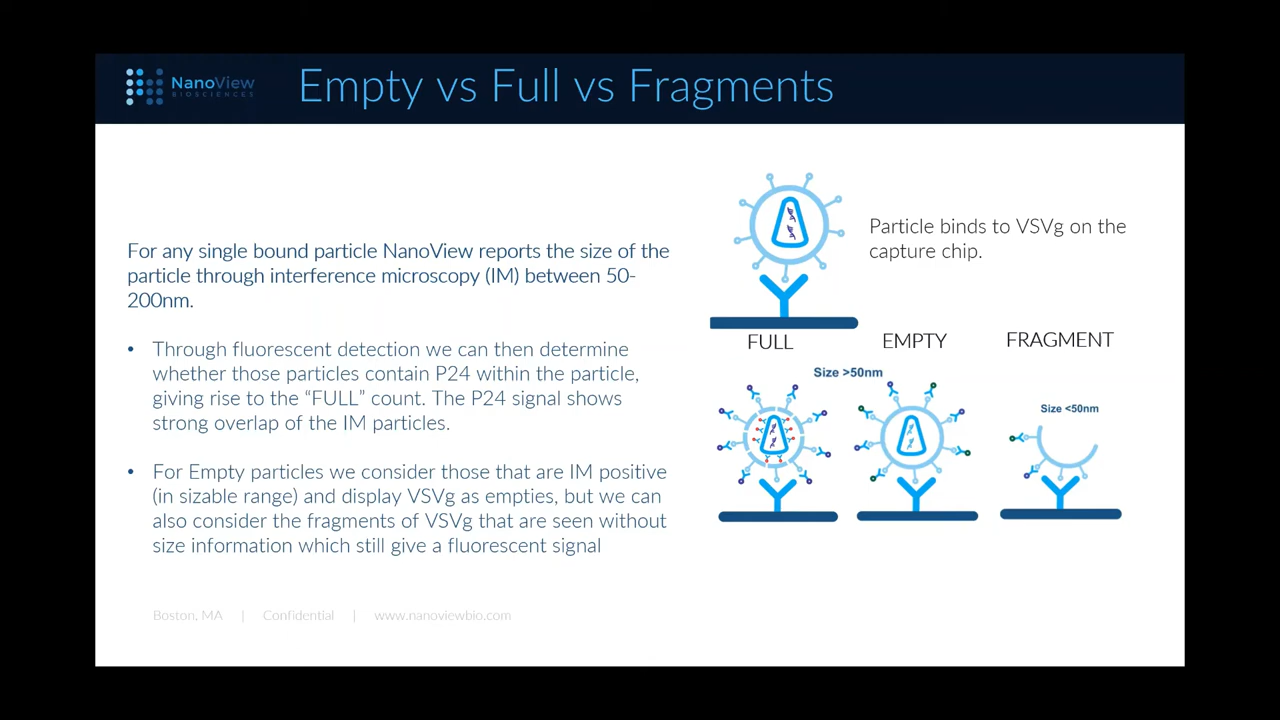 NanoView
BIOSCIENCES
Empty vs Full vs Fragments
For any single bound particle NanoView reports the size of the
particle through interference microscopy (IM) between 50-
200nm.
• Through fluorescent detection we can then determine
whether those particles contain P24 within the particle,
giving rise to the “FULL” count. The P24 signal shows
strong overlap of the IM particles.
• For Empty particles we consider those that are IM positive
(in sizable range) and display VSVg as empties, but we can
also consider the fragments of VSVg that are seen without
size information which still give a fluorescent signal
Particle binds to VSVg on the
capture chip.
FULL
EMPTY
FRAGMENT
Size >50nm
Size <50nm
Boston, MA | Confidential | www.nanoviewbio.com